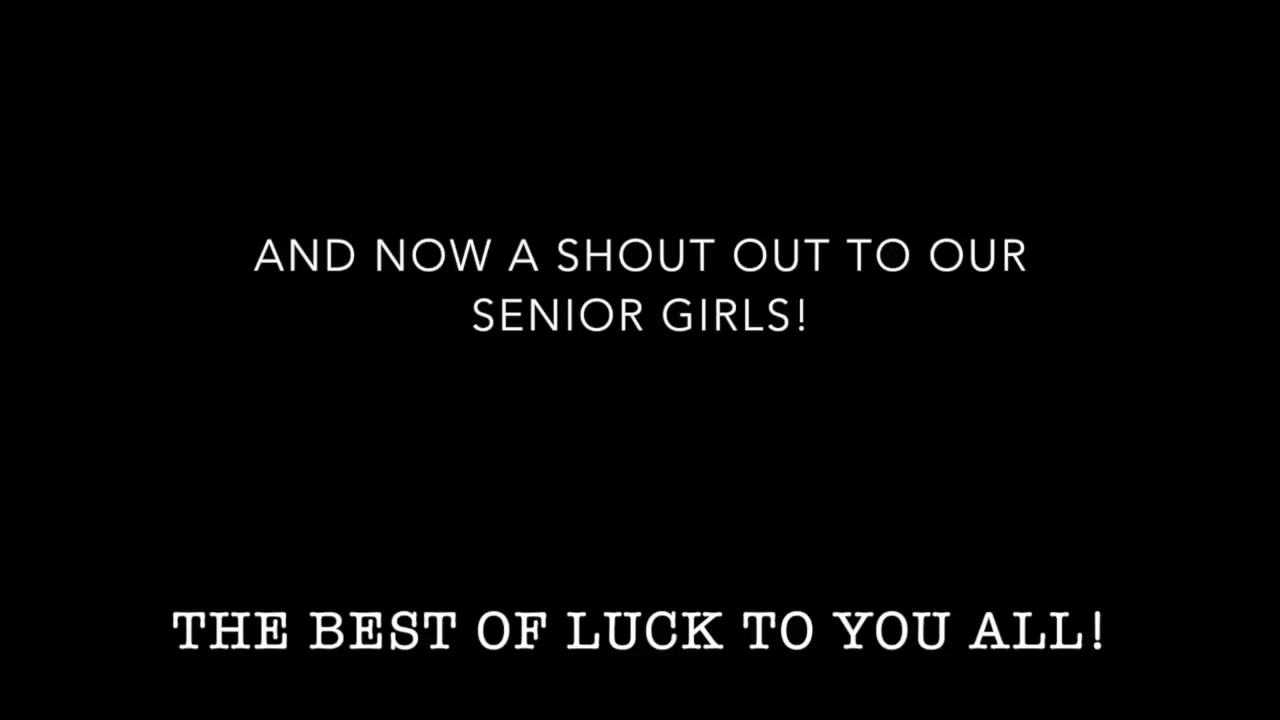 AND NOW A SHOUT OUT TO OUR
SENIOR GIRLS!
THE BEST OF LUCK TO YOU ALL!